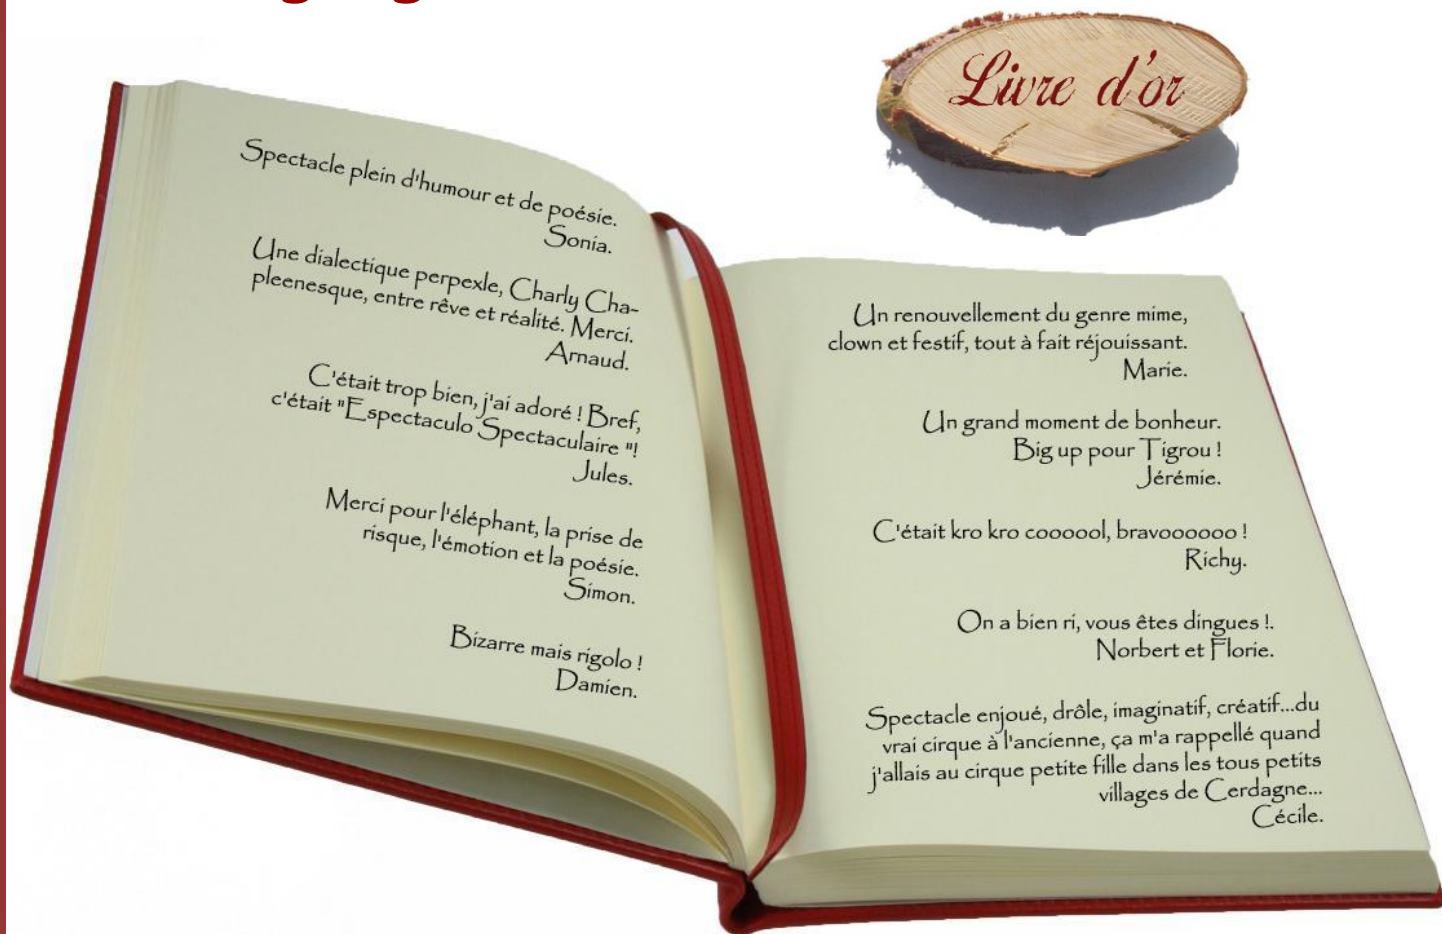 Livre d'or
Spectacle plein d'humour et de poésie.
Sonia.
Une dialectique perpexle, Charly Cha-
pleenesque, entre rêve et réalité. Merci.
Arnaud.
C'était trop bien, j'ai adoré ! Bref,
c'était "Espectaculo Spectaculaire "!
Jules.
Merci pour l'éléphant, la prise de
risque, l'émotion et la poésie.
Simon.
Bizarre mais rigolo !
Damien.
Un renouvellement du genre mime,
clown et festif, tout à fait réjouissant.
Marie.
Un grand moment de bonheur.
Big up pour Tigrou !
Jérémie.
C'était kro kro coooool, bravoooooo !
Richy.
On a bien ri, vous êtes dingues !.
Norbert et Florie.
Spectacle enjoué, drôle, imaginatif, créatif...du
vrai cirque à l'ancienne, ça m'a rappellé quand
j'allais au cirque petite fille dans les tous petits
villages de Cerdagne...
Cécile.